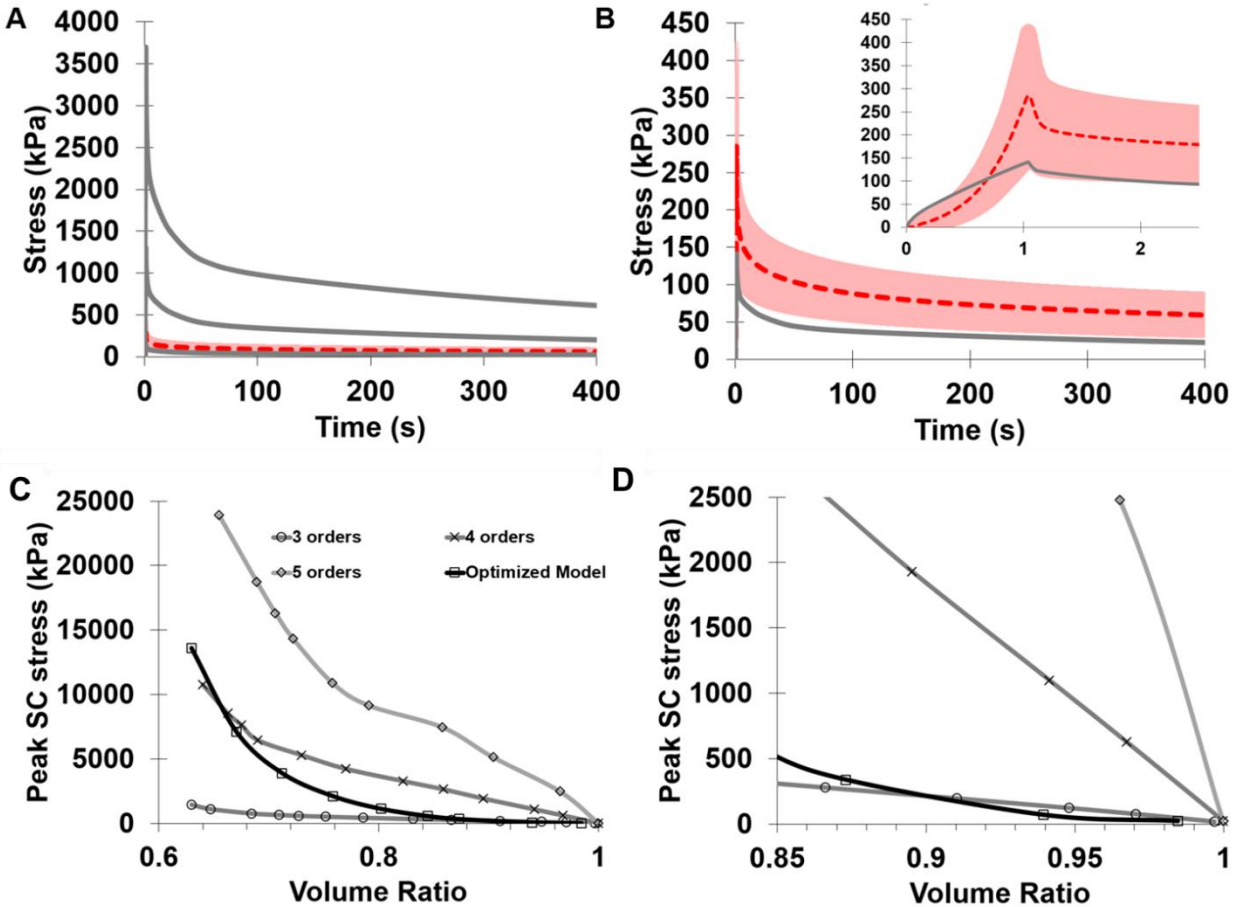 A
4000
3500
3000
2500
2000
1500
1000
500
0
Stress (kPa)
0 100 200 300 400
Time (s)
B
450
400
350
300
250
200
150
100
50
0
Stress (kPa)
0 100 200 300 400
Time (s)
450
400
350
300
250
200
150
100
50
0
0 1 2
C
25000
20000
15000
10000
5000
0
Peak SC stress (kPa)
3 orders 4 orders
5 orders Optimized Model
0.6 0.8 1
Volume Ratio
D
2500
2000
1500
1000
500
0
Peak SC stress (kPa)
0.85 0.9 0.95 1
Volume Ratio